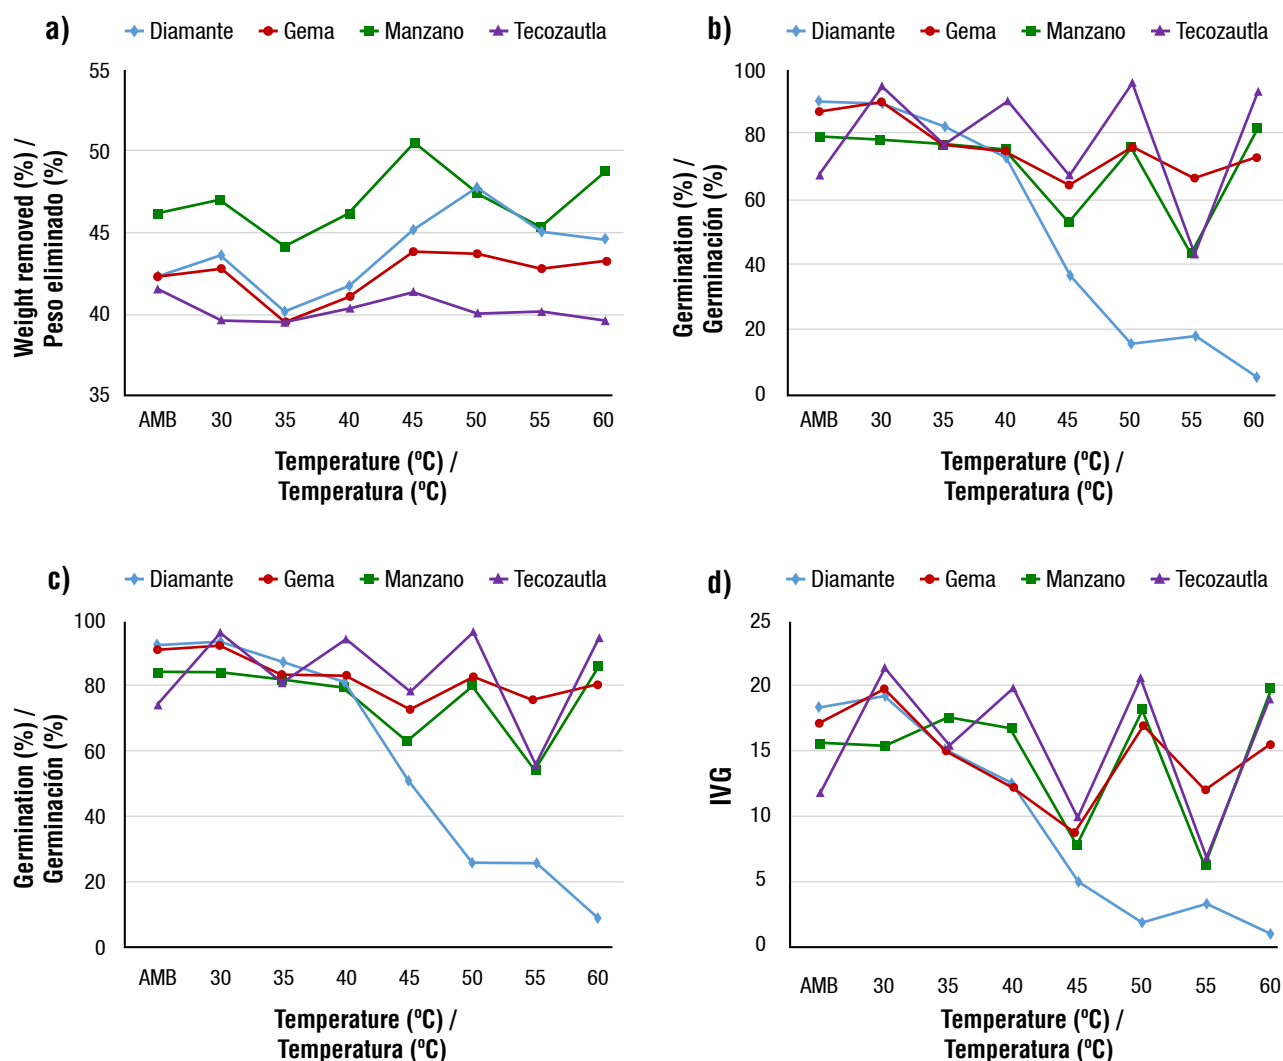 a)
Diamante Gema Manzano Tecozautla
55
50
45
40
35
Weight removed (%) /
Peso eliminado (%)
AMB 30 35 40 45 50 55 60
Temperature (ºC) /
Temperatura (ºC)
b)
Diamante Gema Manzano Tecozautla
100
80
60
40
20
0
Germination (%) /
Germinación (%)
AMB 30 35 40 45 50 55 60
Temperature (ºC) /
Temperatura (ºC)
c)
Diamante Gema Manzano Tecozautla
100
80
60
40
20
0
Germination (%) /
Germinación (%)
AMB 30 35 40 45 50 55 60
Temperature (ºC) /
Temperatura (ºC)
d)
Diamante Gema Manzano Tecozautla
25
20
15
10
5
0
IVG
AMB 30 35 40 45 50 55 60
Temperature (ºC) /
Temperatura (ºC)